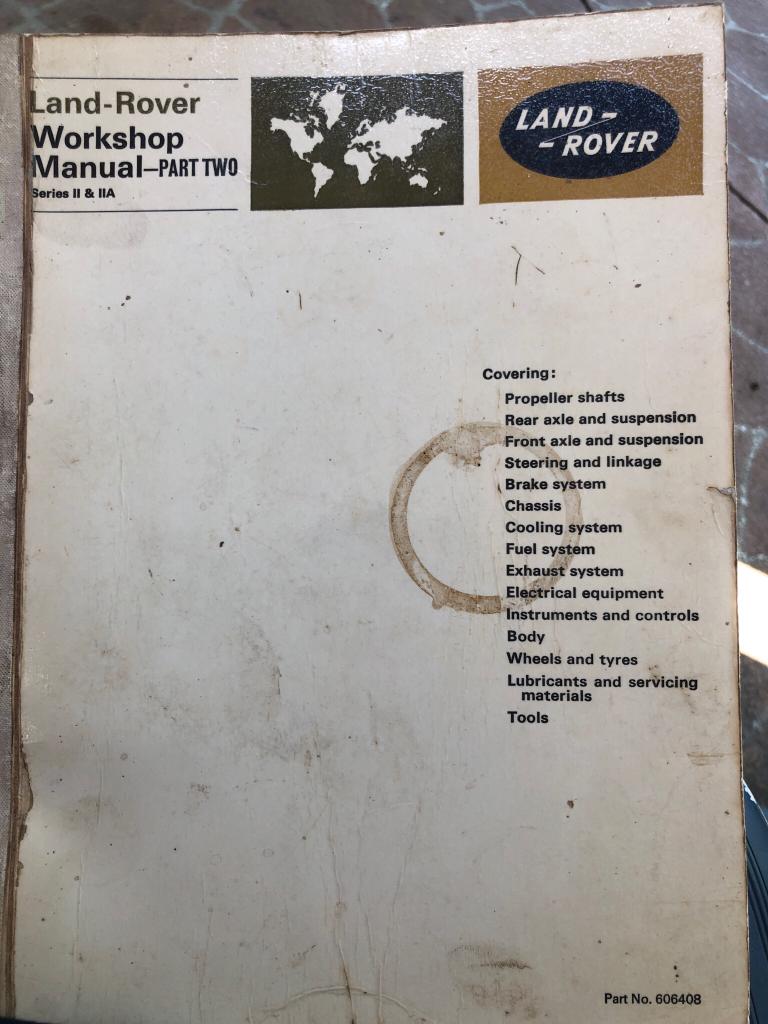 Land-Rover
Workshop
Manual—PART TWO
Series II & IIA
LAND -
- ROVER
Covering:
Propeller shafts
Rear axle and suspension
Front axle and suspension
Steering and linkage
Brake system
Chassis
Cooling system
Fuel system
Exhaust system
Electrical equipment
Instruments and controls
Body
Wheels and tyres
Lubricants and servicing
materials
Tools
Part No. 606408